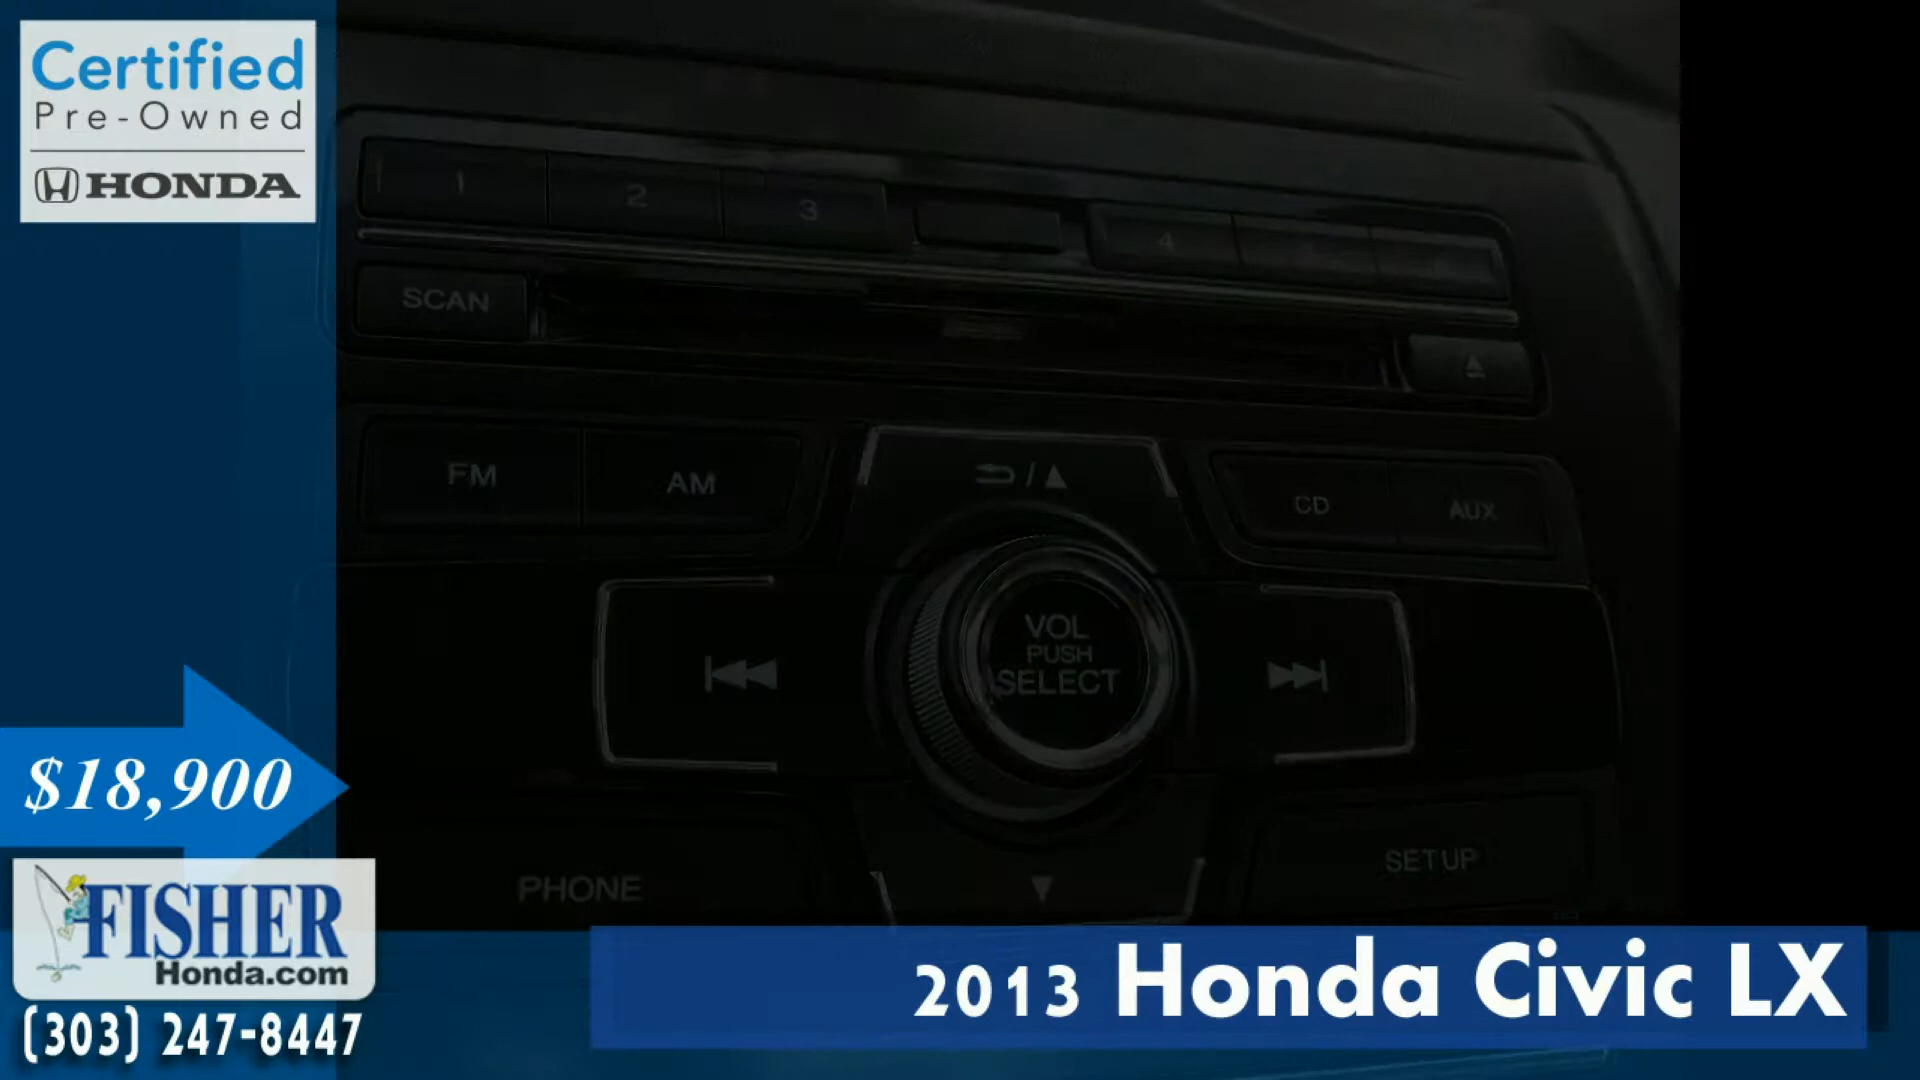 Certified
Pre-Owned
HONDA
1 2 3 4
SCAN
FM AM CD AUX
VOL
PUSH
SELECT
PHONE SETUP
$18,900
FISHER
Honda.com
(303) 247-8447
2013 Honda Civic LX